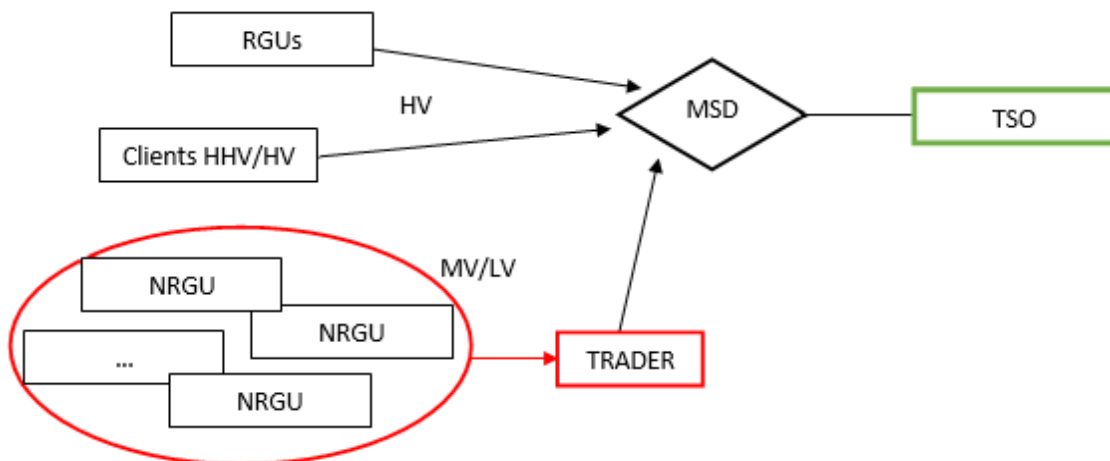 RGUs
HV
MSD
TSO
Clients HHV/HV
MV/LV
NRGU
NRGU
...
NRGU
TRADER